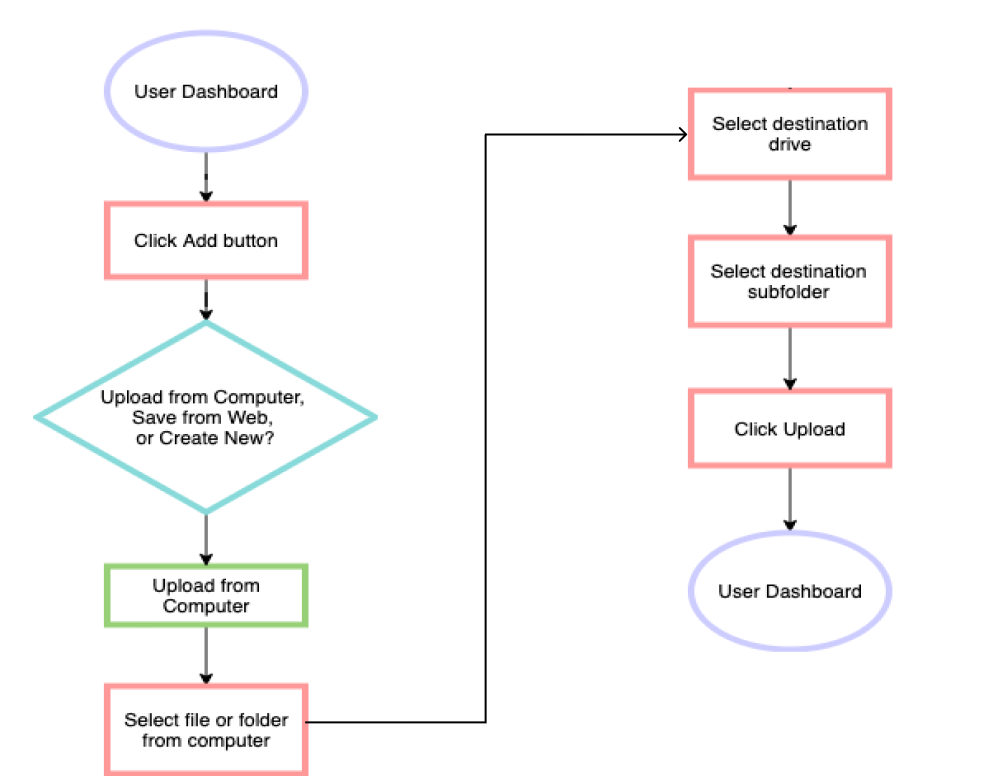 User Dashboard
Click Add button
Upload from Computer,
Save from Web,
or Create New?
Upload from
Computer
Select file or folder
from computer
Select destination
drive
Select destination
subfolder
Click Upload
User Dashboard